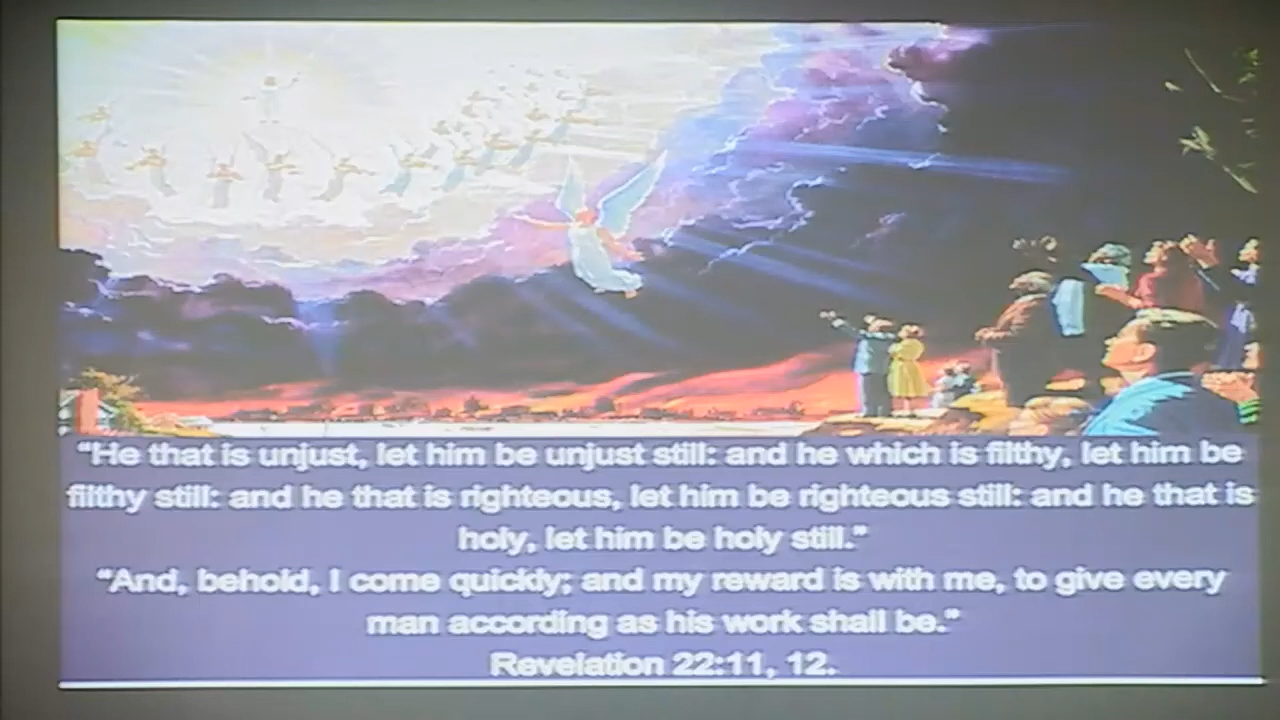 “He that is unjust, let him be unjust still: and he which is filthy, let him be
filthy still: and he that is righteous, let him be righteous still: and he that is
holy, let him be holy still.”
“And, behold, I come quickly; and my reward is with me, to give every
man according as his work shall be.”
Revelation 22:11, 12.